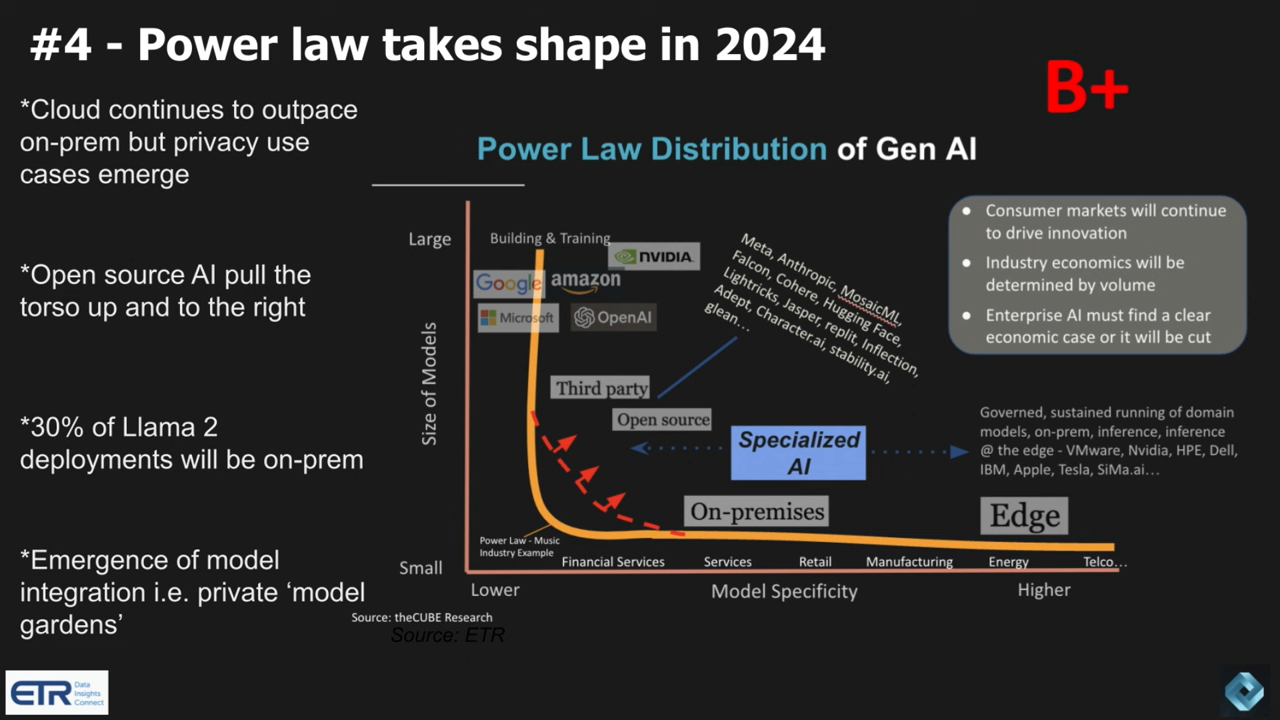 #4 - Power law takes shape in 2024
B+
*Cloud continues to outpace
on-prem but privacy use
cases emerge
*Open source AI pull the
torso up and to the right
*30% of Llama 2
deployments will be on-prem
*Emergence of model
integration i.e. private ‘model
gardens’
Power Law Distribution of Gen AI
Large
Size of Models
Small
Building & Training
Google
amazon
NVIDIA
Microsoft
OpenAI
Meta, Anthropic, MosaicML,
Falcon, Cohere, Hugging Face,
Lightricks, Jasper, replit, Inflection,
Adept, Character.ai, stability.ai,
glean…
Third party
Open source
Specialized
AI
On-premises
Edge
Consumer markets will continue
to drive innovation
Industry economics will be
determined by volume
Enterprise AI must find a clear
economic case or it will be cut
Governed, sustained running of domain
models, on-prem, inference, inference
@ the edge - VMware, Nvidia, HPE, Dell,
IBM, Apple, Tesla, SiMa.ai…
Power Law - Music
Industry Example
Financial Services
Services
Retail
Manufacturing
Energy
Telco…
Lower
Model Specificity
Higher
Source: theCUBE Research
Source: ETR
ETR
Data
Insights
Connect